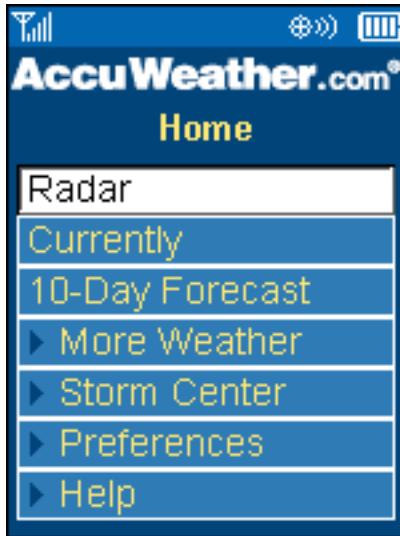 AccuWeather.com®
Home
Radar
Currently
10-Day Forecast
More Weather
Storm Center
Preferences
Help